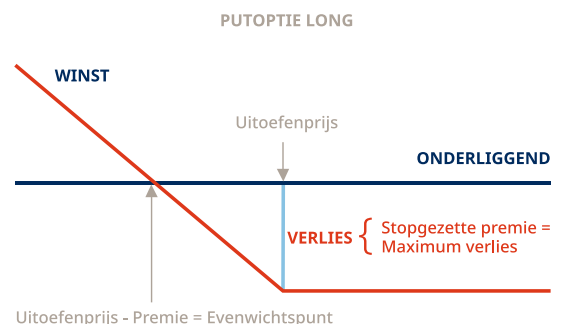 PUTOPTIE LONG
WINST
Uitoefenprijs
ONDERLIGGEND
VERLIES
Stopgezette premie =
Maximum verlies
Uitoefenprijs - Premie = Evenwichtspunt